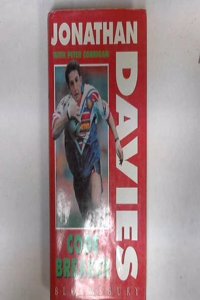 JONATHAN
WITH PETER CORRIGAN
DAVIES
CODE
BREAKER
BLOOMSBURY